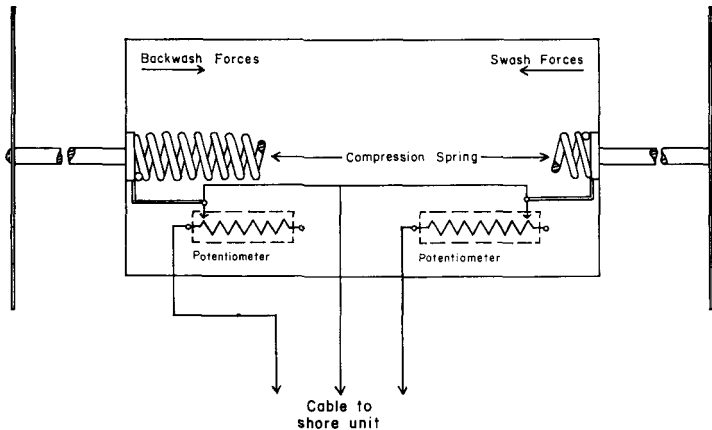 Backwash Forces
Swash Forces
Compression Spring
Potentiometer
Potentiometer
Cable to
shore unit